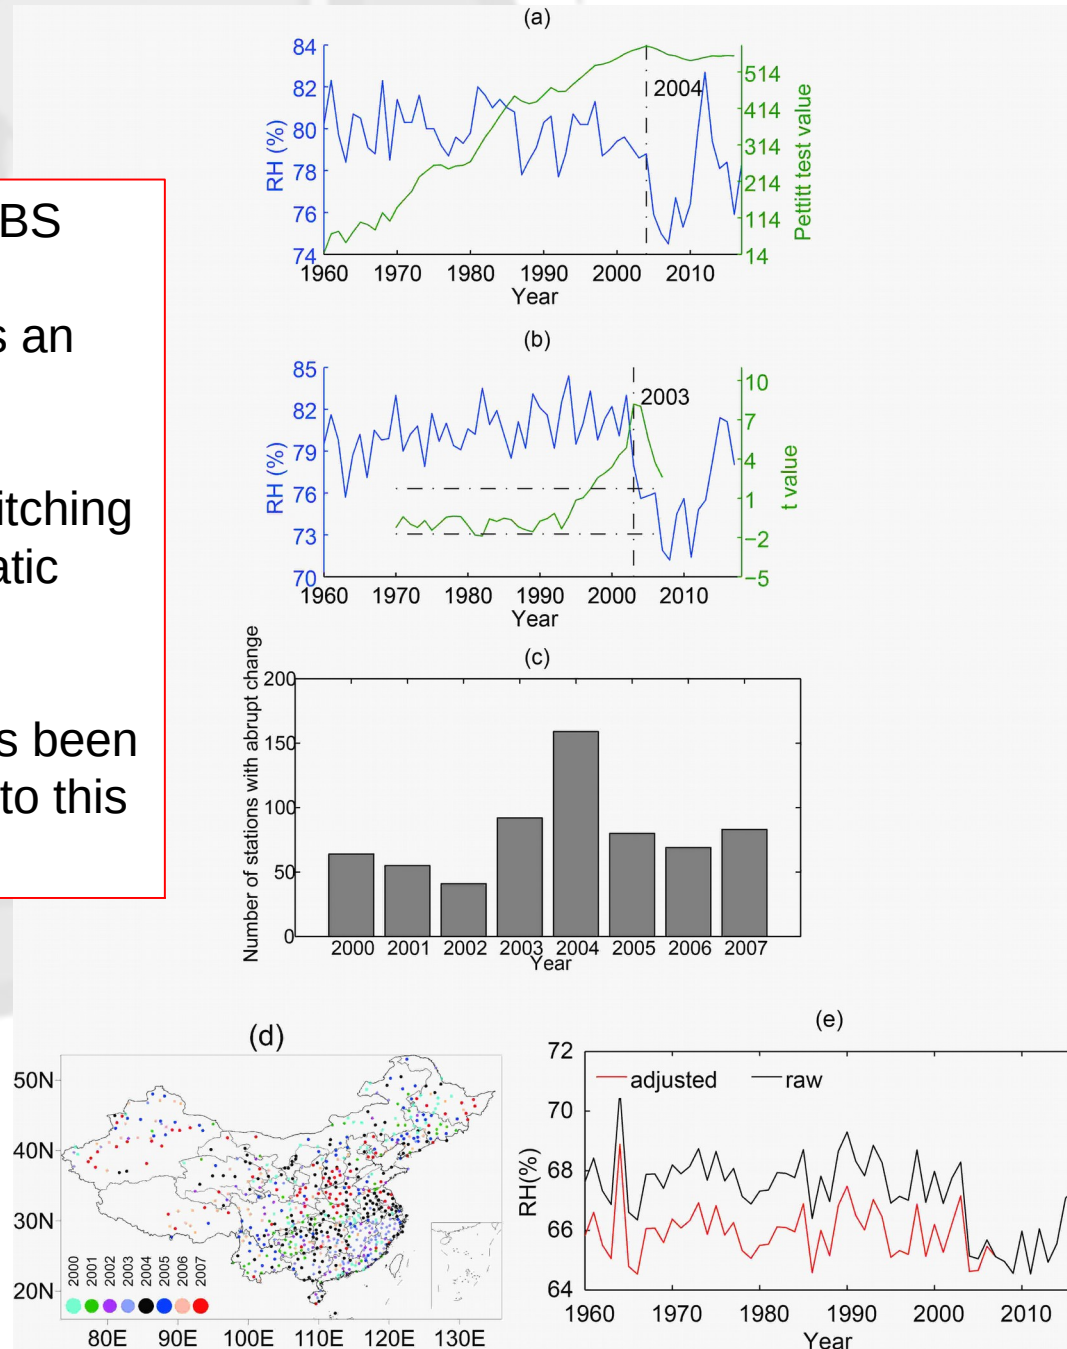 BS
s an
itching
atic
s been
to this
(a)
84
82
80
78
76
74
RH (%)
2004
514
414
314
214
114
14
Pettitt test value
1960 1970 1980 1990 2000 2010
Year
(b)
85
82
79
76
73
70
RH (%)
2003
10
7
4
1
−2
−5
t value
1960 1970 1980 1990 2000 2010
Year
(c)
Number of stations with abrupt change
200
150
100
50
0
2000 2001 2002 2003 2004 2005 2006 2007
Year
(d)
50N
40N
30N
20N
2000 2001 2002 2003 2004 2005 2006 2007
80E 90E 100E 110E 120E 130E
(e)
72
70
68
66
64
RH(%)
adjusted raw
1960 1970 1980 1990 2000 2010
Year